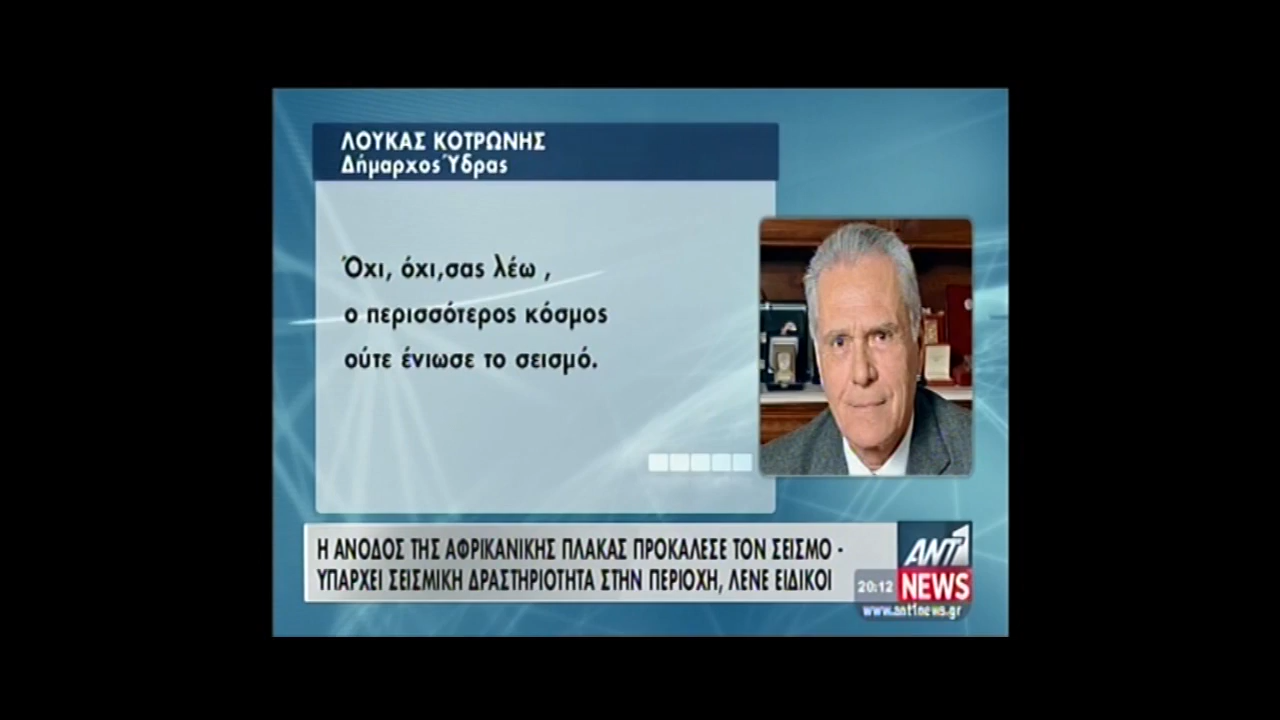 ΛΟΥΚΑΣ ΚΟΤΡΩΝΗΣ
Δήμαρχος Ύδρας
Όχι, όχι,σας λέω ,
ο περισσότερος κόσμος
ούτε ένιωσε το σεισμό.
Η ΑΝΟΔΟΣ ΤΗΣ ΑΦΡΙΚΑΝΙΚΗΣ ΠΛΑΚΑΣ ΠΡΟΚΑΛΕΣΕ ΤΟΝ ΣΕΙΣΜΟ -
ΥΠΑΡΧΕΙ ΣΕΙΣΜΙΚΗ ΔΡΑΣΤΗΡΙΟΤΗΤΑ ΣΤΗΝ ΠΕΡΙΟΧΗ, ΛΕΝΕ ΕΙΔΙΚΟΙ
ANT1
20:12 NEWS
www.ant1news.gr